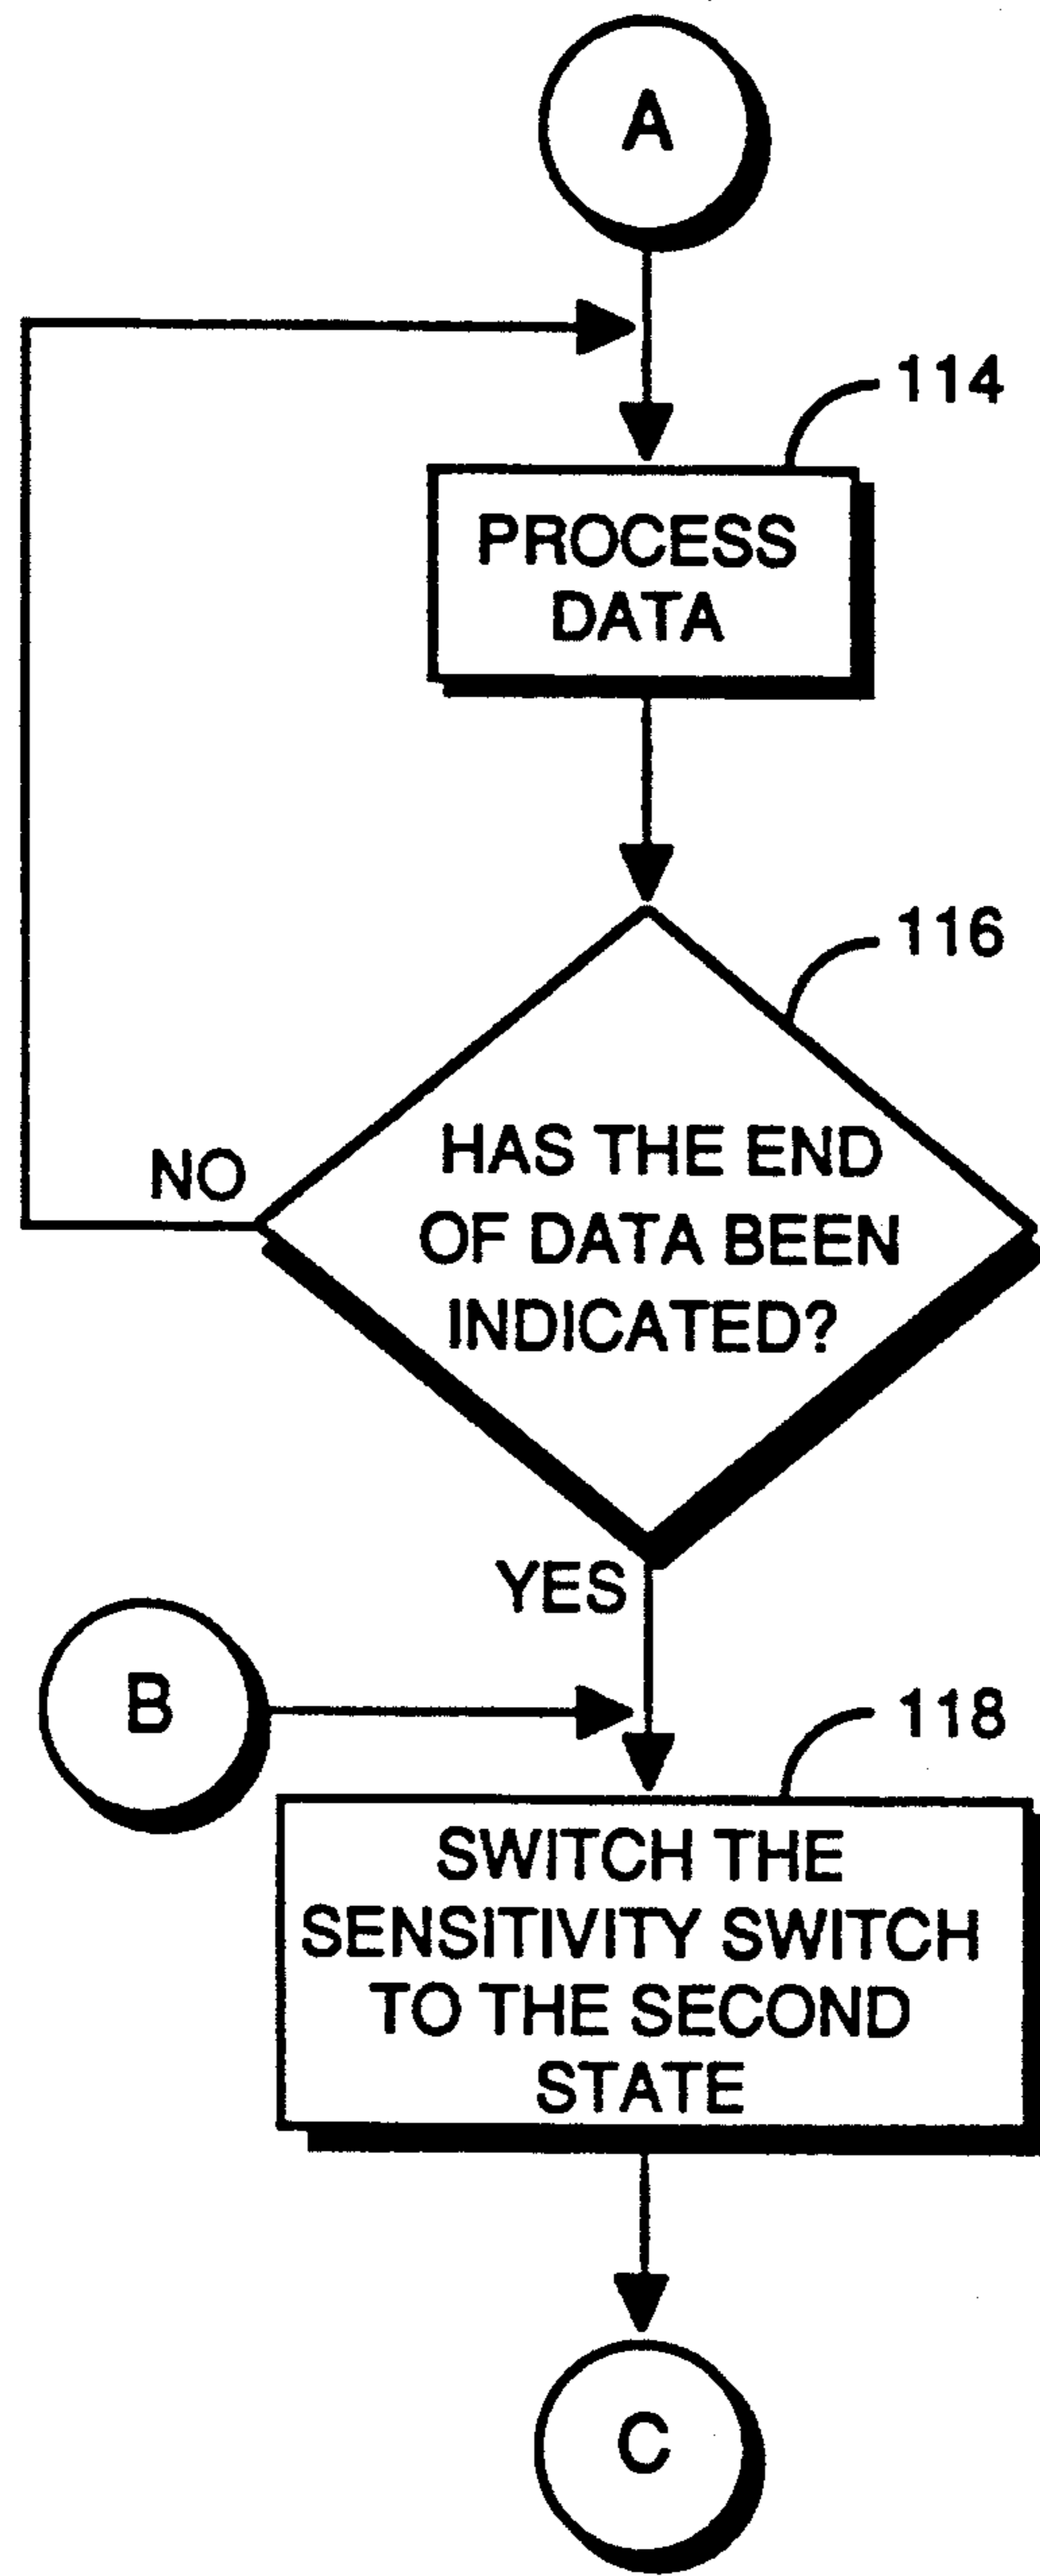 A
114
PROCESS
DATA
116
HAS THE END
OF DATA BEEN
INDICATED?
NO
YES
B
118
SWITCH THE
SENSITIVITY SWITCH
TO THE SECOND
STATE
C